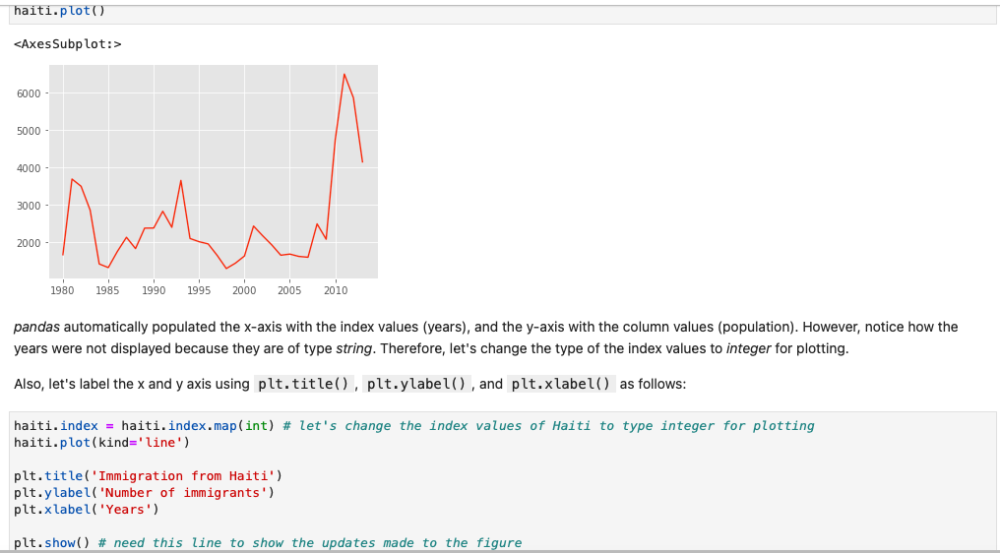 haiti.plot()
<AxesSubplot:>
6000
5000
4000
3000
2000
1980 1985 1990 1995 2000 2005 2010
pandas automatically populated the x-axis with the index values (years), and the y-axis with the column values (population). However, notice how the
years were not displayed because they are of type string. Therefore, let's change the type of the index values to integer for plotting.
Also, let's label the x and y axis using plt.title() , plt.ylabel() , and plt.xlabel() as follows:
haiti.index = haiti.index.map(int) # let's change the index values of Haiti to type integer for plotting
haiti.plot(kind='line')
plt.title('Immigration from Haiti')
plt.ylabel('Number of immigrants')
plt.xlabel('Years')
plt.show() # need this line to show the updates made to the figure